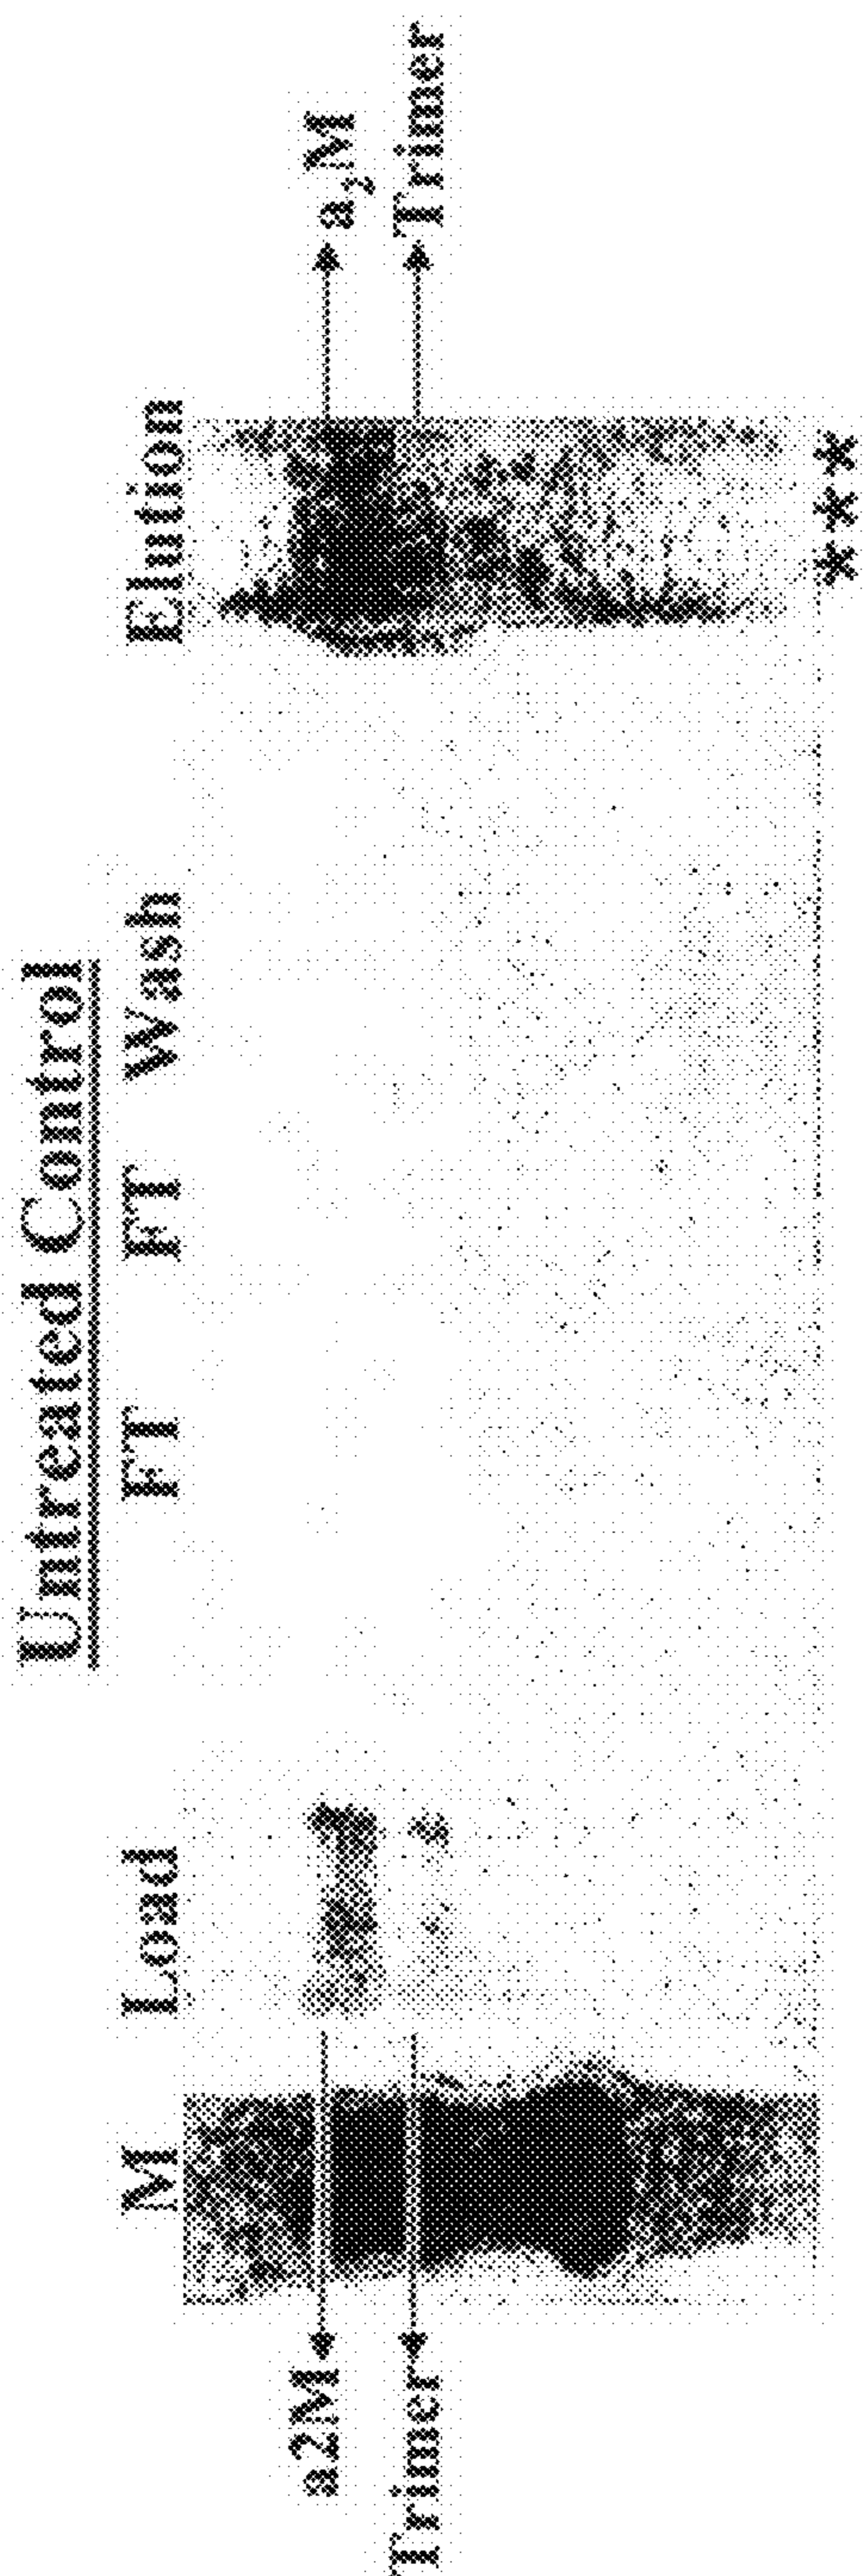 Untreated Control
M Load FT FT Wash Elution
a2M
Trimer
a₂M
Trimer
***